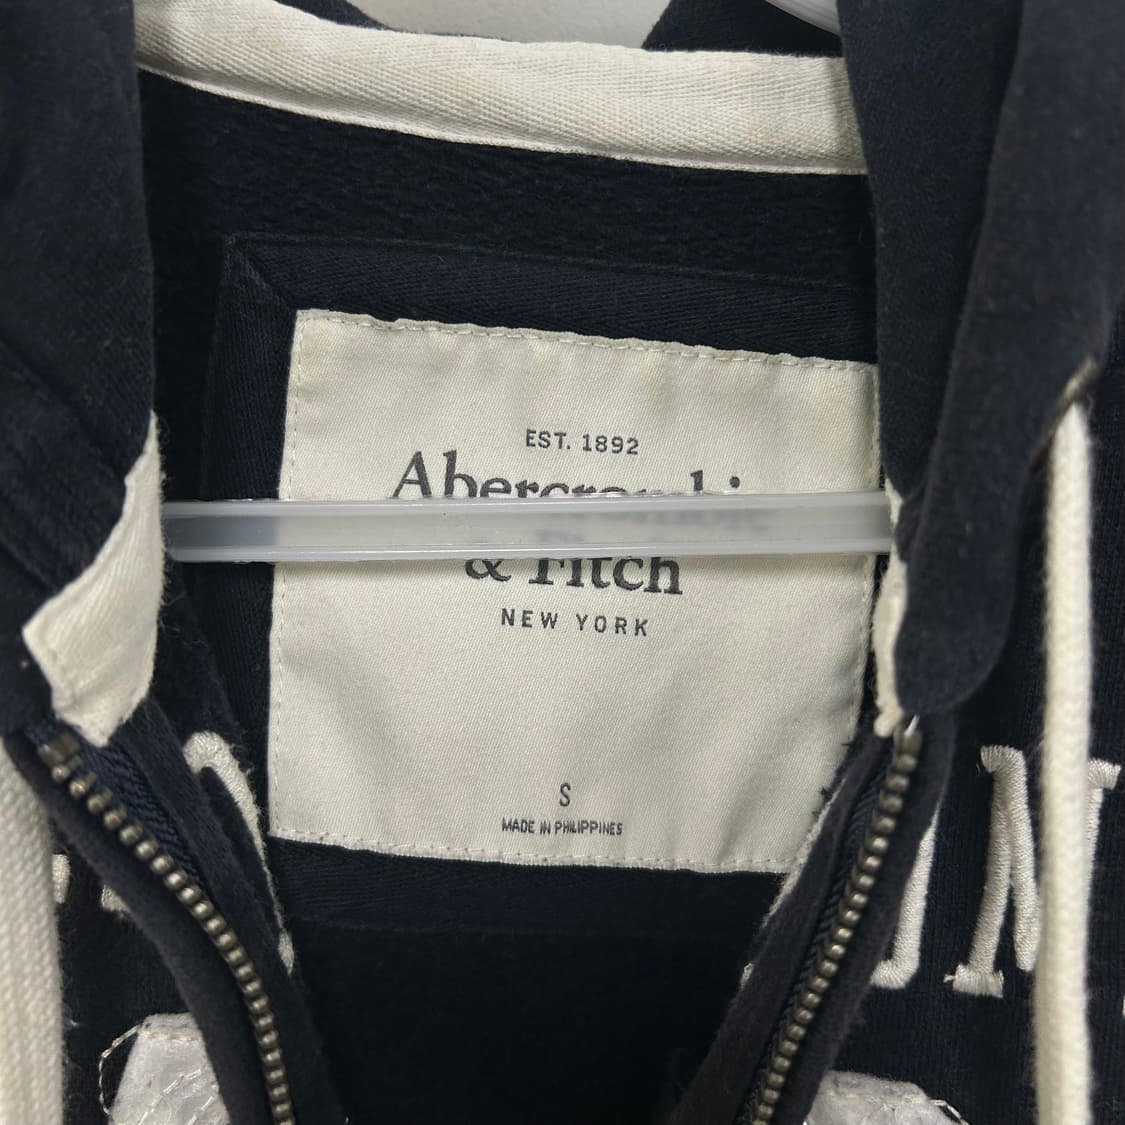 EST. 1892
Abercrombie
& Fitch
NEW YORK
S
MADE IN PHILIPPINES